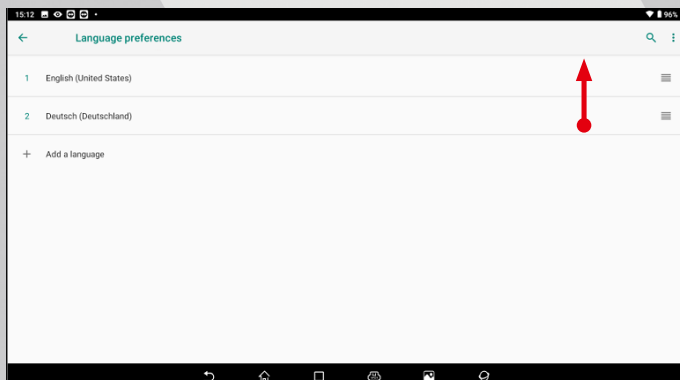 15:12
96%
Language preferences
1 English (United States)
2 Deutsch (Deutschland)
Add a language